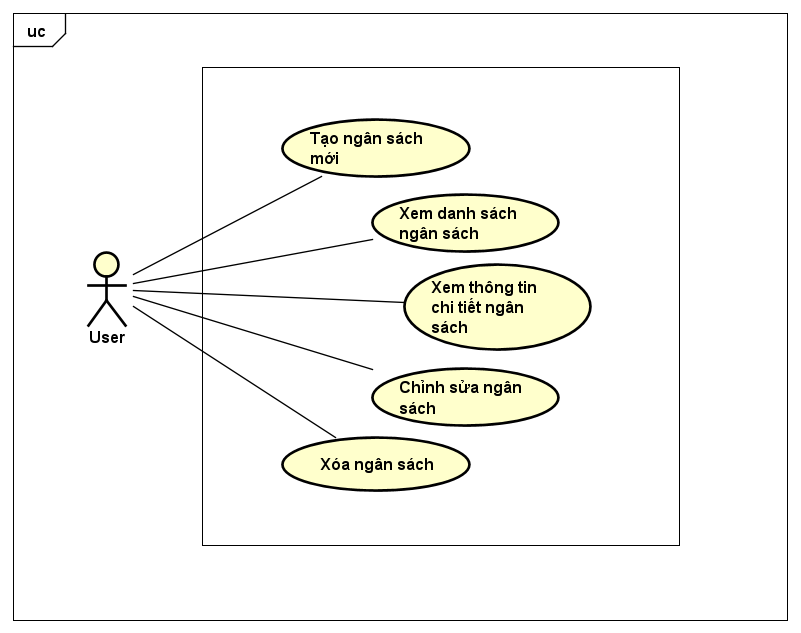 uc
Tạo ngân sách
mới
Xem danh sách
ngân sách
Xem thông tin
chi tiết ngân
sách
User
Chỉnh sửa ngân
sách
Xóa ngân sách